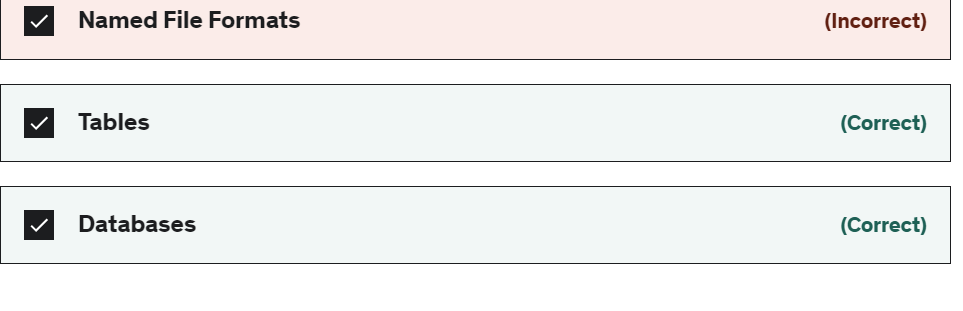 Named File Formats (Incorrect)
Tables (Correct)
Databases (Correct)